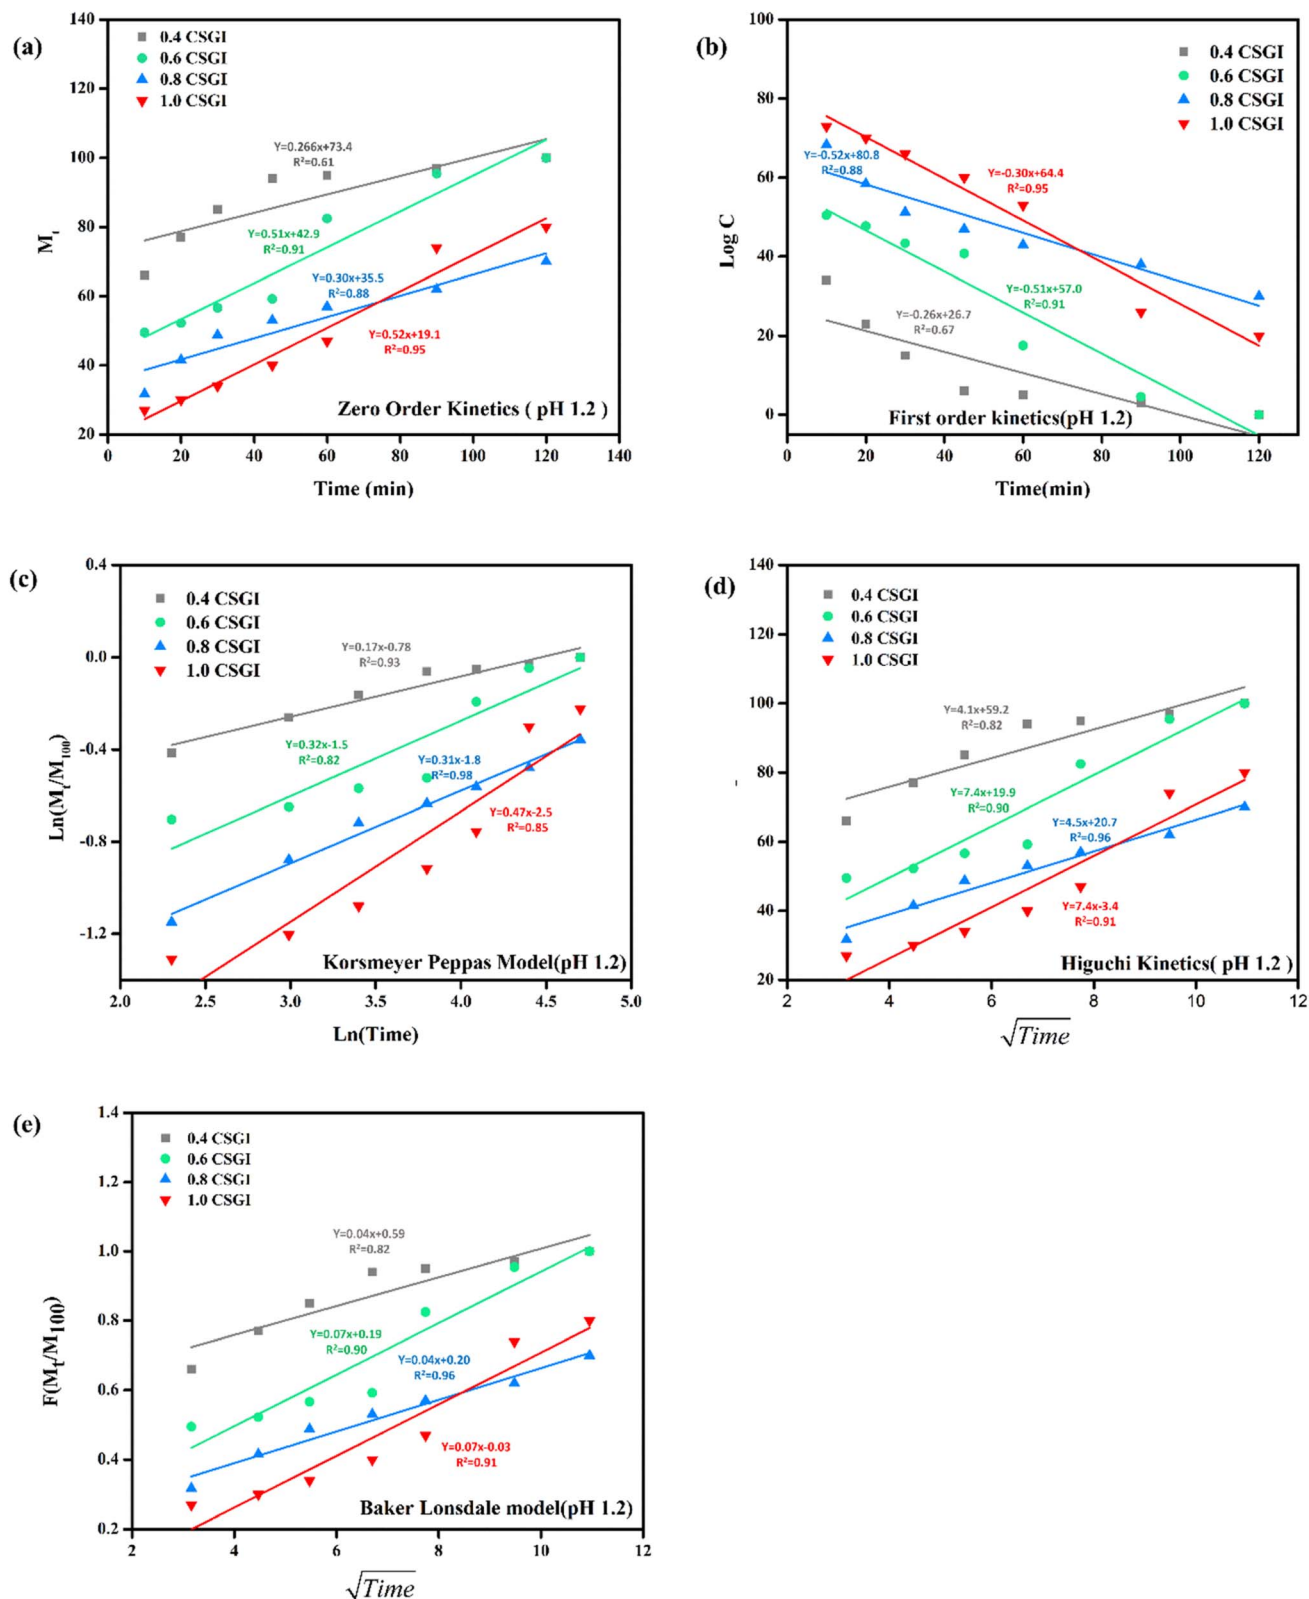 (a)
0.4 CSGI
0.6 CSGI
0.8 CSGI
1.0 CSGI
140
120
100
80
60
40
20
Mt
Y=0.266x+73.4
R²=0.61
Y=0.51x+42.9
R²=0.91
Y=0.30x+35.5
R²=0.88
Y=0.52x+19.1
R²=0.95
Zero Order Kinetics ( pH 1.2 )
0 20 40 60 80 100 120 140
Time (min)
(b)
0.4 CSGI
0.6 CSGI
0.8 CSGI
1.0 CSGI
100
80
60
40
20
0
Log C
Y=-0.52x+80.8
R²=0.88
Y=-0.30x+64.4
R²=0.95
Y=-0.51x+57.0
R²=0.91
Y=-0.26x+26.7
R²=0.67
First order kinetics(pH 1.2)
0 20 40 60 80 100 120
Time(min)
(c)
0.4 CSGI
0.6 CSGI
0.8 CSGI
1.0 CSGI
0.4
0.0
-0.4
-0.8
-1.2
Ln(Mt/M100)
Y=0.17x-0.78
R²=0.93
Y=0.32x-1.5
R²=0.82
Y=0.31x-1.8
R²=0.98
Y=0.47x-2.5
R²=0.85
Korsmeyer Peppas Model(pH 1.2)
2.0 2.5 3.0 3.5 4.0 4.5 5.0
Ln(Time)
(d)
0.4 CSGI
0.6 CSGI
0.8 CSGI
1.0 CSGI
140
120
100
80
60
40
20
Y=4.1x+59.2
R²=0.82
Y=7.4x+19.9
R²=0.90
Y=4.5x+20.7
R²=0.96
Y=7.4x-3.4
R²=0.91
Higuchi Kinetics( pH 1.2 )
2 4 6 8 10 12
√Time
(e)
0.4 CSGI
0.6 CSGI
0.8 CSGI
1.0 CSGI
1.4
1.2
1.0
0.8
0.6
0.4
0.2
F(Mt/M100)
Y=0.04x+0.59
R²=0.82
Y=0.07x+0.19
R²=0.90
Y=0.04x+0.20
R²=0.96
Y=0.07x-0.03
R²=0.91
Baker Lonsdale model(pH 1.2)
2 4 6 8 10 12
√Time